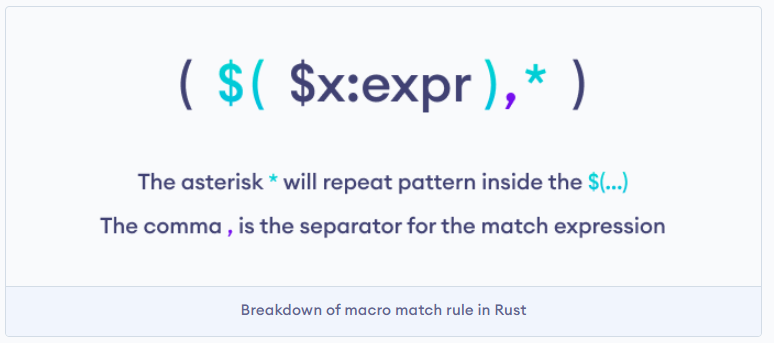 ( $( $x:expr ),* )
The asterisk * will repeat pattern inside the $(...)
The comma , is the separator for the match expression
Breakdown of macro match rule in Rust